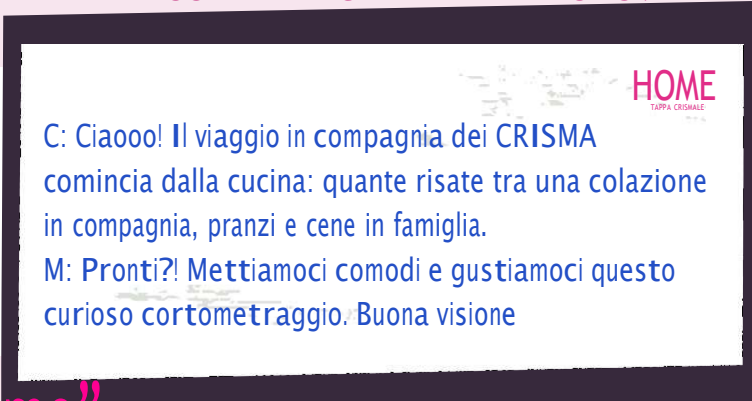 HOME
TAPPA CRISMALE
C: Ciaooo! Il viaggio in compagnia dei CRISMA
comincia dalla cucina: quante risate tra una colazione
in compagnia, pranzi e cene in famiglia.
M: Pronti?! Mettiamoci comodi e gustiamoci questo
curioso cortometraggio. Buona visione